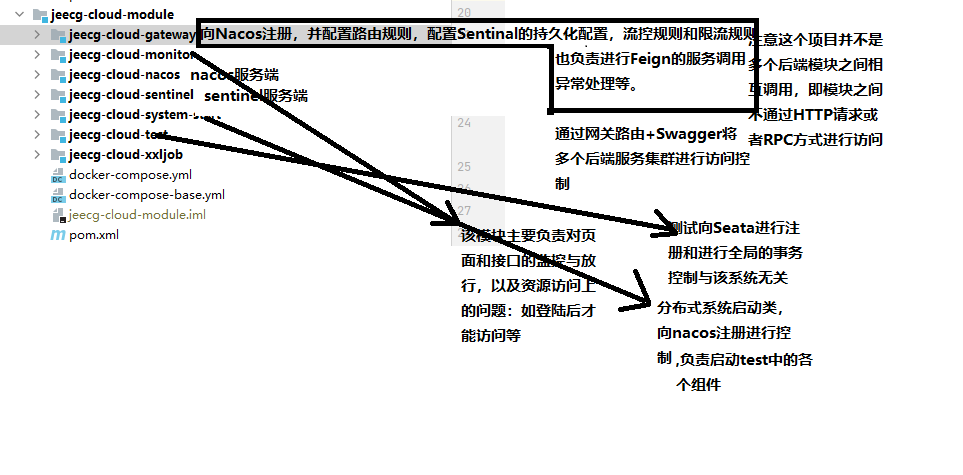 jeecg-cloud-module
jeecg-cloud-gateway
向Nacos注册，并配置路由规则，配置Sentinal的持久化配置，流控规则和限流规则
也负责进行Feign的服务调用
异常处理等。
jeecg-cloud-monitor
jeecg-cloud-nacos
nacos服务端
jeecg-cloud-sentinel
sentinel服务端
jeecg-cloud-system-start
jeecg-cloud-test
jeecg-cloud-xxljob
docker-compose.yml
docker-compose-base.yml
jeecg-cloud-module.iml
pom.xml
20
24
25
27
通过网关路由+Swagger将
多个后端服务集群进行访问控
制
注意这个项目并不是
多个后端模块之间相
互调用，即模块之间
不通过HTTP请求或
者RPC方式进行访问
该模块主要负责对页
面和接口的监控与放
行，以及资源访问上
的问题：如登陆后才
能访问等
测试向Seata进行注
册和进行全局的事务
控制与该系统无关
分布式系统启动类，
向nacos注册进行控
制,负责启动test中的各
个组件